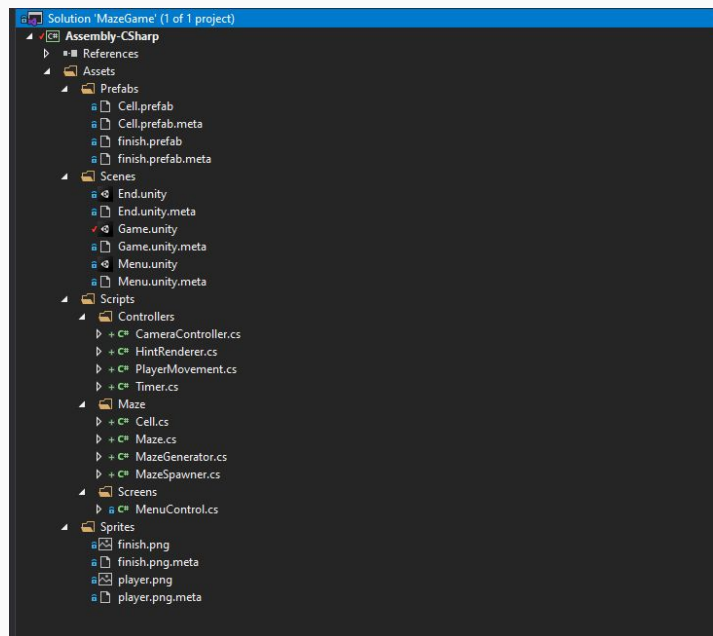 Solution 'MazeGame' (1 of 1 project)
C# Assembly-CSharp
References
Assets
Prefabs
Cell.prefab
Cell.prefab.meta
finish.prefab
finish.prefab.meta
Scenes
End.unity
End.unity.meta
Game.unity
Game.unity.meta
Menu.unity
Menu.unity.meta
Scripts
Controllers
+ C# CameraController.cs
+ C# HintRenderer.cs
+ C# PlayerMovement.cs
+ C# Timer.cs
Maze
+ C# Cell.cs
+ C# Maze.cs
+ C# MazeGenerator.cs
+ C# MazeSpawner.cs
Screens
C# MenuControl.cs
Sprites
finish.png
finish.png.meta
player.png
player.png.meta